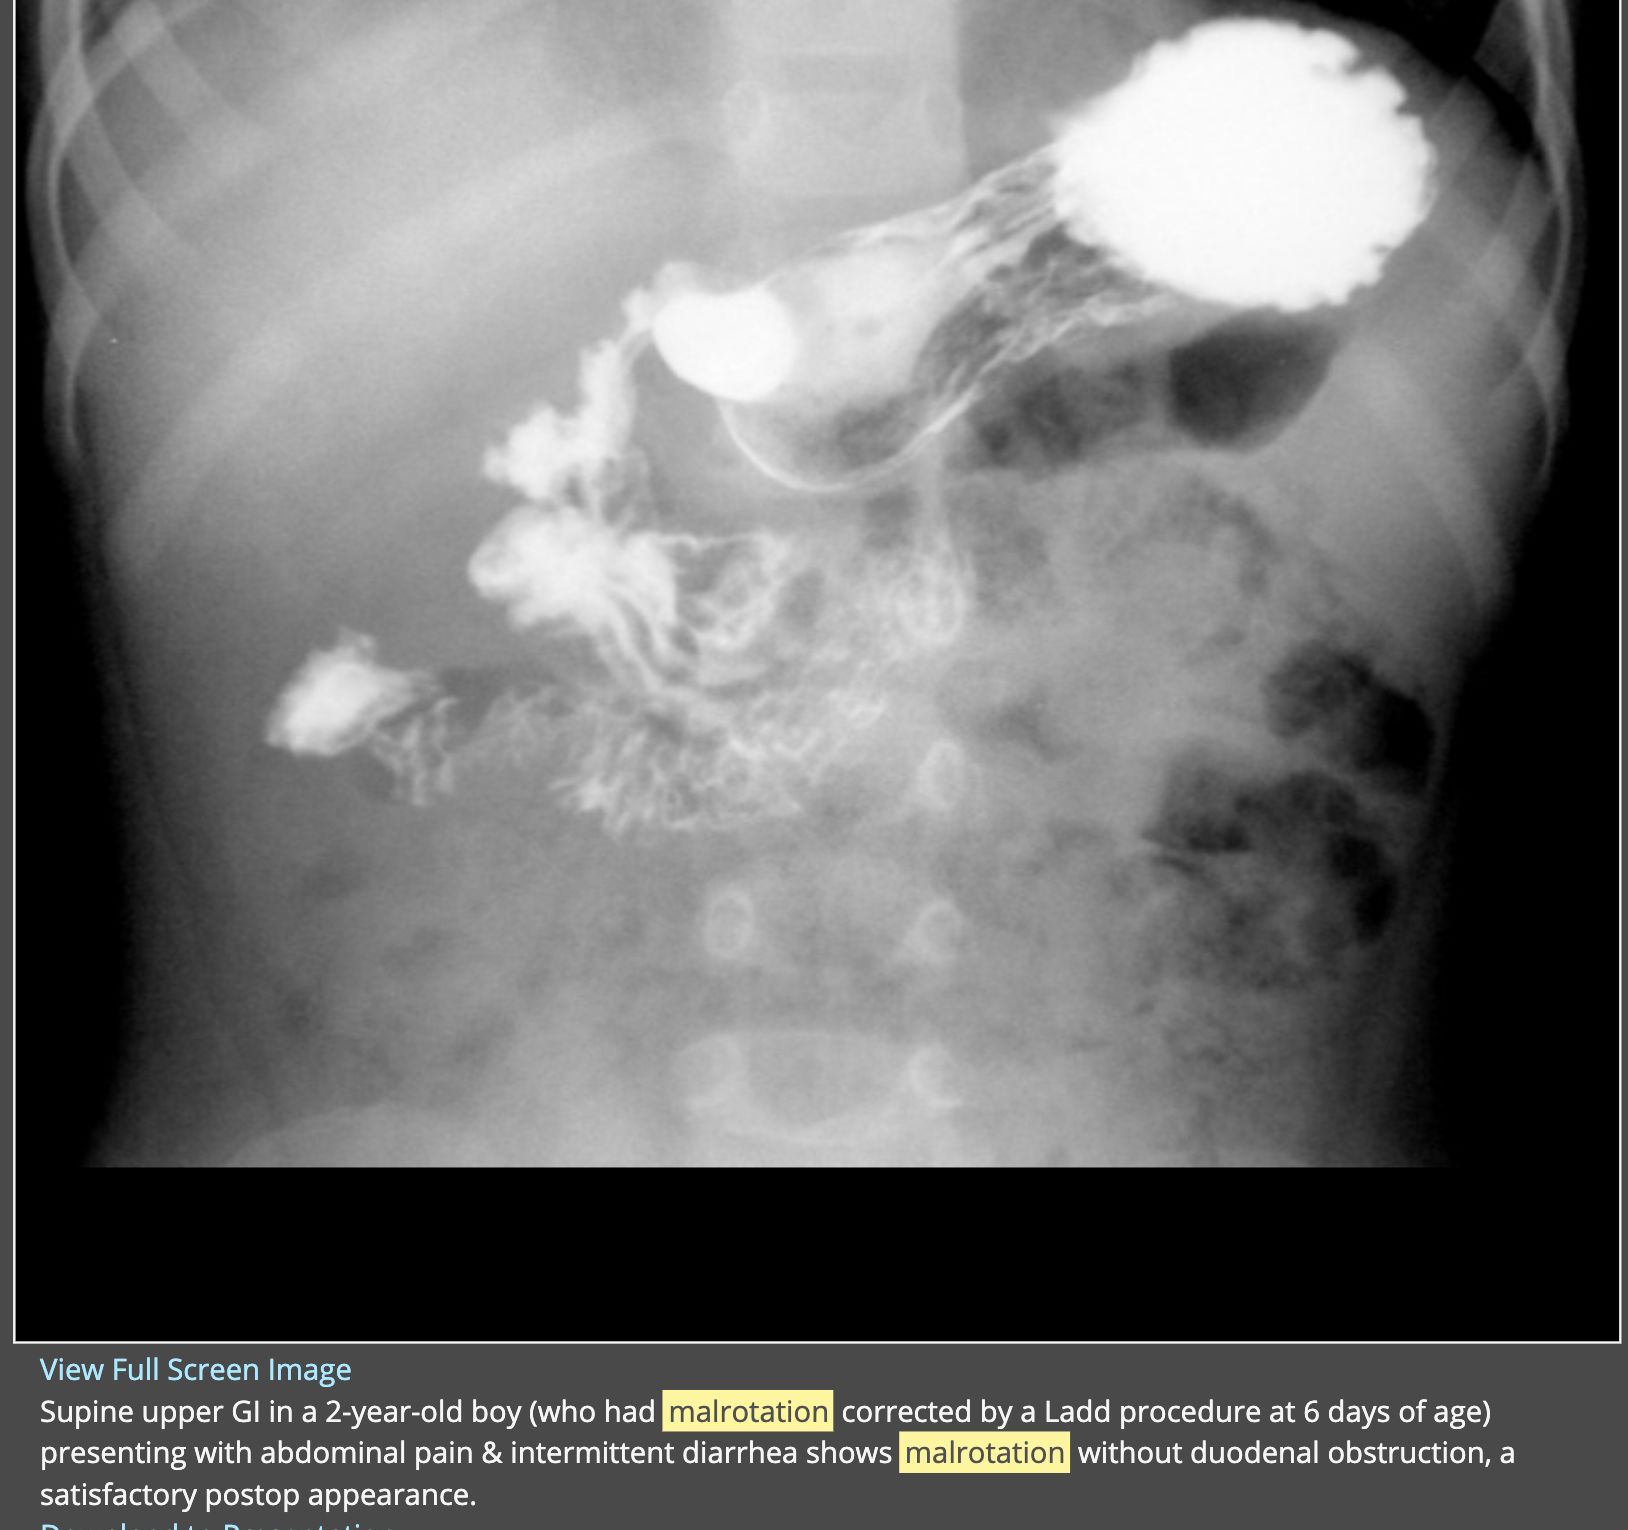 View Full Screen Image
Supine upper GI in a 2-year-old boy (who had malrotation corrected by a Ladd procedure at 6 days of age)
presenting with abdominal pain & intermittent diarrhea shows malrotation without duodenal obstruction, a
satisfactory postop appearance.